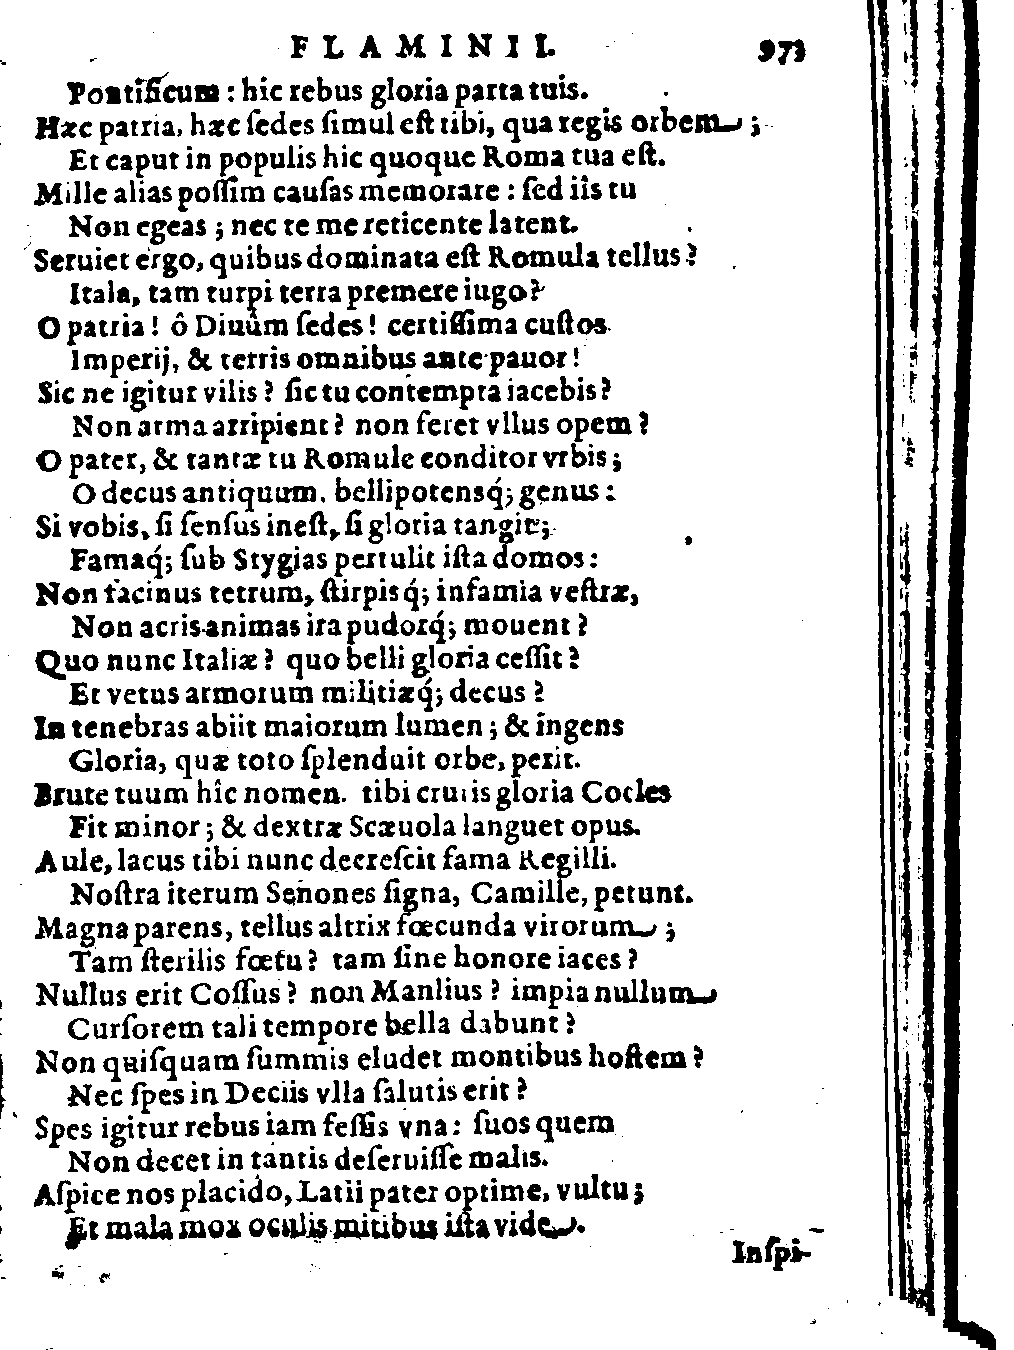 FLAMINII. 973
Pontificum : hic rebus gloria parta tuis.
Hæc patria, hæc ſedes ſimul eſt tibi, qua regis orbem ;
Et caput in populis hic quoque Roma tua eſt.
Mille alias poſſim cauſas memorare : ſed iis tu
Non egeas ; nec te me reticente latent.
Seruiet ergo, quibus dominata eſt Romula tellus ?
Itala, tam turpi terra premere iugo ?
O patria ! ô Diuûm ſedes ! certiſſima cuſtos
Imperij, & terris omnibus ante pauor !
Sic ne igitur vilis ? ſic tu contempta iacebis ?
Non arma arripient ? non feret vllus opem ?
O pater, & tantæ tu Romule conditor vrbis ;
O decus antiquum, bellipotensq́; genus :
Si vobis, ſi ſenſus ineſt, ſi gloria tangit ;
Famaq́; ſub Stygias pertulit iſta domos :
Non facinus tetrum, ſtirpisq́; infamia veſtræ,
Non acris animas ira pudorq́; mouent ?
Quo nunc Italiæ ? quo belli gloria ceſſit ?
Et vetus armorum militiæq́; decus ?
In tenebras abiit maiorum lumen ; & ingens
Gloria, quæ toto ſplenduit orbe, perit.
Brute tuum hîc nomen. tibi cruris gloria Cocles
Fit minor ; & dextræ Scæuola languet opus.
Aule, lacus tibi nunc decreſcit fama Regilli.
Noſtra iterum Senones ſigna, Camille, petunt.
Magna parens, tellus altrix fœcunda virorum ;
Tam ſterilis fœtu ? tam ſine honore iaces ?
Nullus erit Coſſus ? non Manlius ? impia nullum
Curſorem tali tempore bella dabunt ?
Non quiſquam ſummis eludet montibus hoſtem ?
Nec ſpes in Deciis vlla ſalutis erit ?
Spes igitur rebus iam feſſis vna : ſuos quem
Non decet in tantis deſeruiſſe malis.
Aſpice nos placido, Latii pater optime, vultu ;
Et mala mox oculis mitibus iſta vide.
Inſpi-